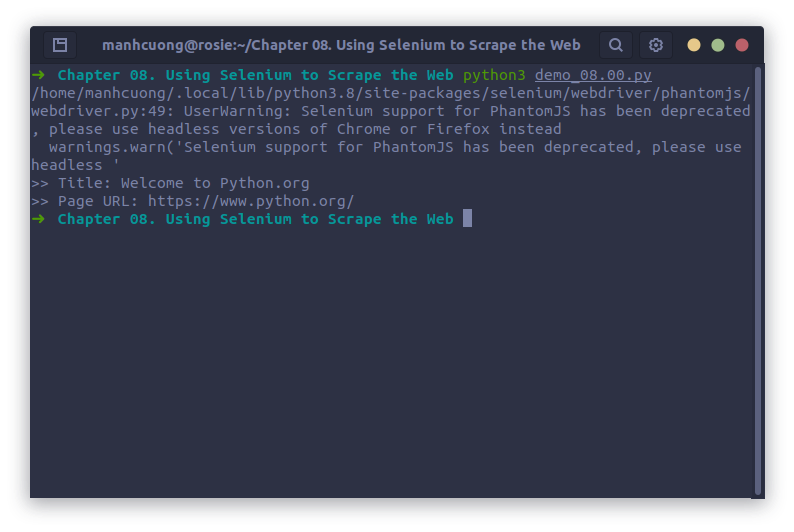 manhcuong@rosie:~/Chapter 08. Using Selenium to Scrape the Web
➜ Chapter 08. Using Selenium to Scrape the Web python3 demo_08.00.py
/home/manhcuong/.local/lib/python3.8/site-packages/selenium/webdriver/phantomjs/
webdriver.py:49: UserWarning: Selenium support for PhantomJS has been deprecated
, please use headless versions of Chrome or Firefox instead
  warnings.warn('Selenium support for PhantomJS has been deprecated, please use
headless '
>> Title: Welcome to Python.org
>> Page URL: https://www.python.org/
➜ Chapter 08. Using Selenium to Scrape the Web